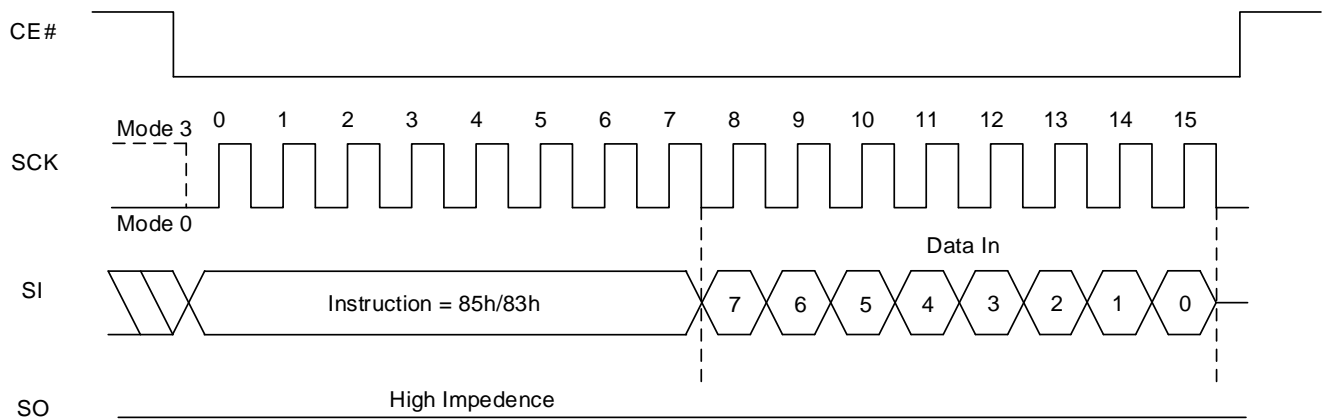 CE#
0 1 2 3 4 5 6 7 8 9 10 11 12 13 14 15
Mode 3
SCK
Mode 0
Data In
SI
Instruction = 85h/83h
7 6 5 4 3 2 1 0
High Impedence
SO